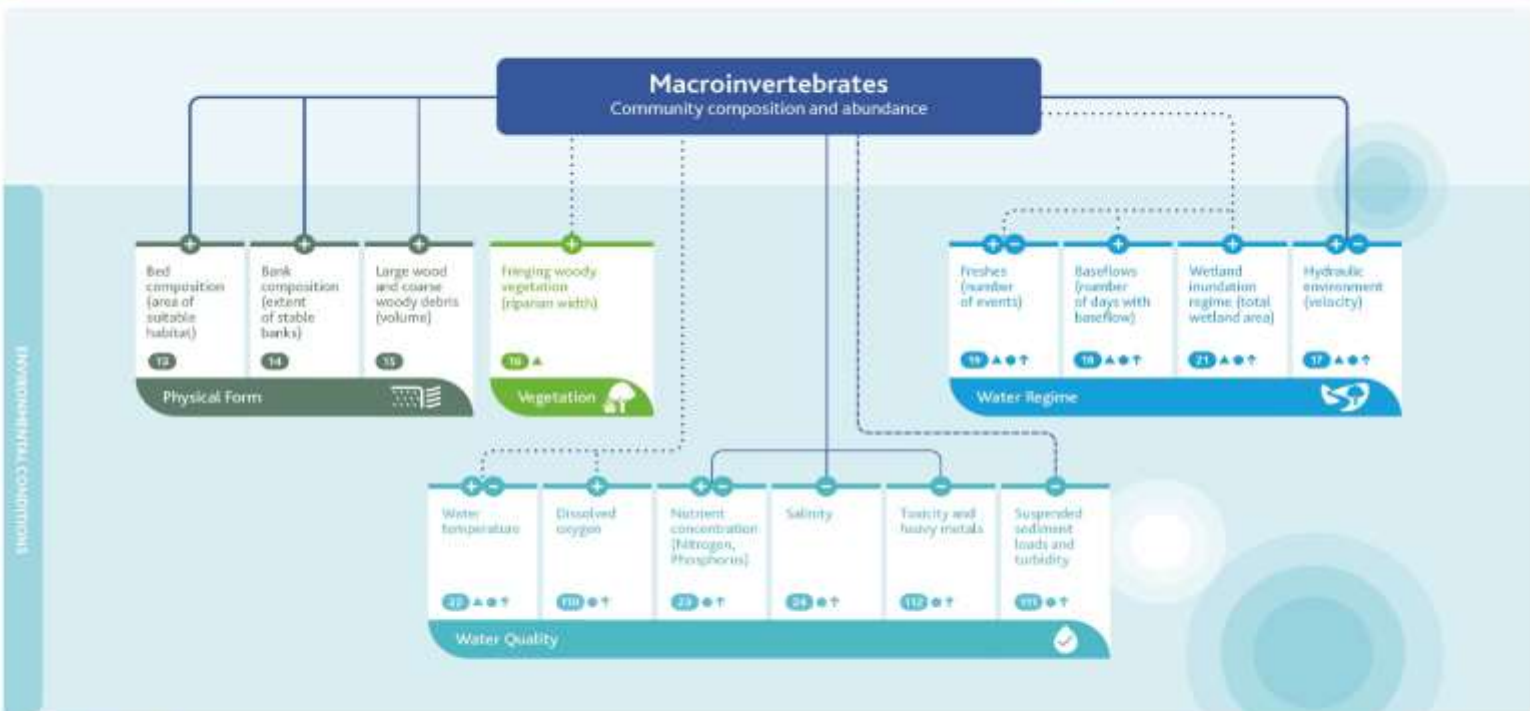 Macroinvertebrates
Community composition and abundance
Bed
composition
(area of
suitable
habitat)
13
Bank
composition
(extent
of stable
banks)
14
Large wood
and coarse
woody debris
(volume)
15
Physical Form
Fringing woody
vegetation
(riparian width)
16
Vegetation
Freshes
(number
of events)
19
Baseflows
(number
of days with
baseflow)
18
Wetland
inundation
regime (total
wetland area)
21
Hydraulic
environment
(velocity)
17
Water Regime
ENVIRONMENTAL CONDITIONS
Water
temperature
22
Dissolved
oxygen
110
Nutrient
concentration
(Nitrogen,
Phosphorus)
23
Salinity
24
Toxicity and
heavy metals
112
Suspended
sediment
loads and
turbidity
111
Water Quality